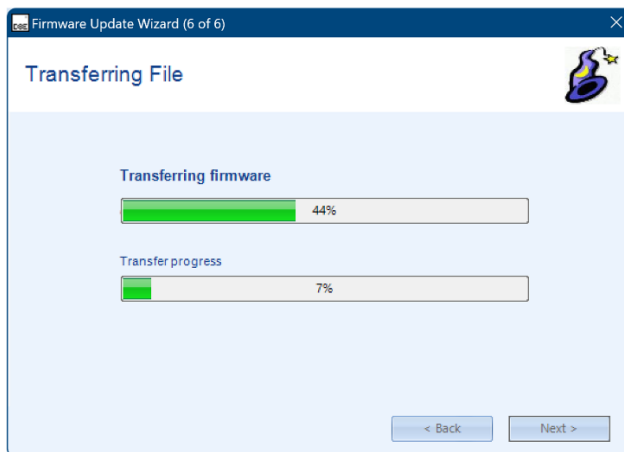 DSE Firmware Update Wizard (6 of 6)
Transferring File
Transferring firmware
44%
Transfer progress
7%
< Back Next >